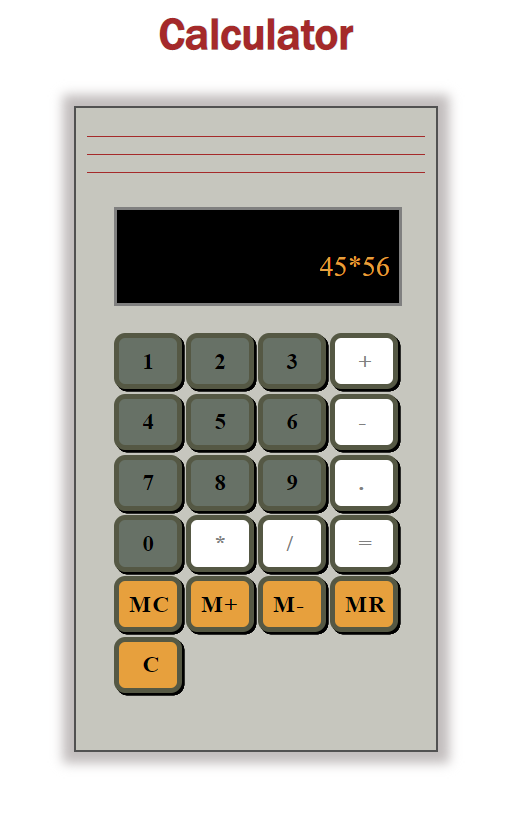 Calculator
45*56
1 2 3 +
4 5 6 -
7 8 9 .
0 * / =
MC M+ M- MR
C